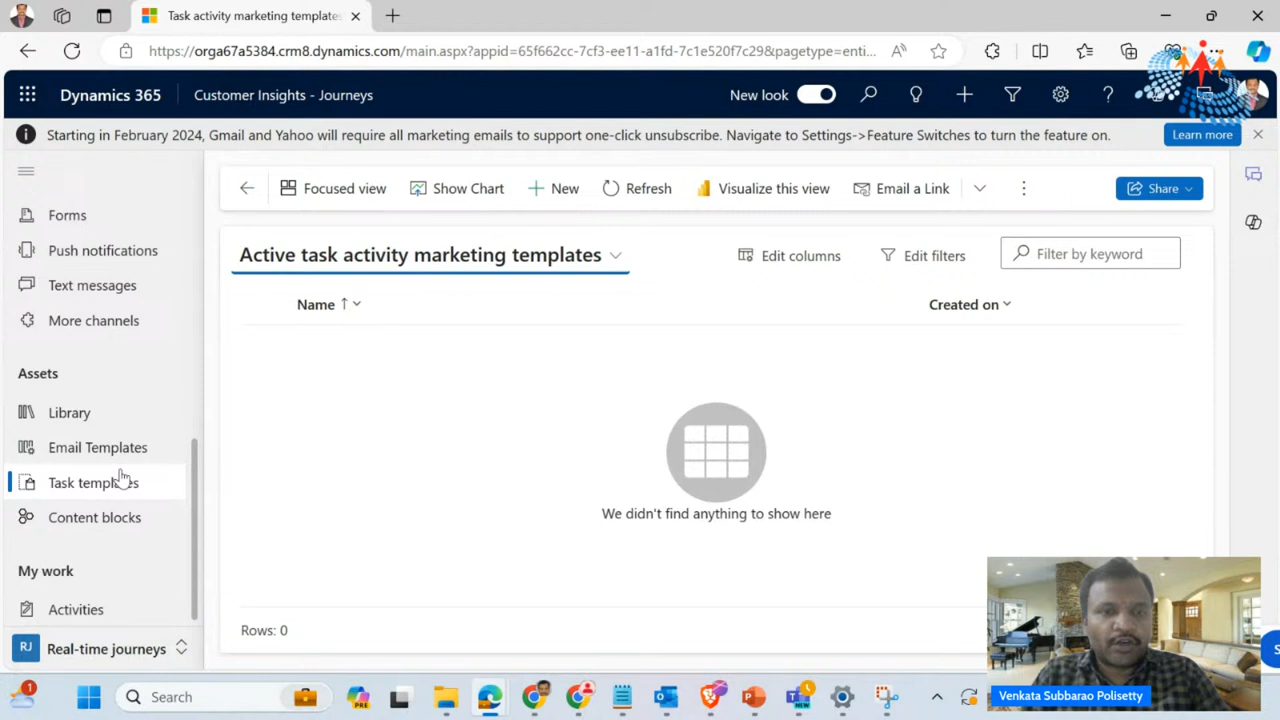 Task activity marketing templates
https://orga67a5384.crm8.dynamics.com/main.aspx?appid=65f662cc-7cf3-ee11-a1fd-7c1e520f7c29&pagetype=enti...
Dynamics 365
Customer Insights - Journeys
New look
Starting in February 2024, Gmail and Yahoo will require all marketing emails to support one-click unsubscribe. Navigate to Settings->Feature Switches to turn the feature on.
Learn more
Focused view
Show Chart
New
Refresh
Visualize this view
Email a Link
Share
Forms
Push notifications
Text messages
More channels
Assets
Library
Email Templates
Task templates
Content blocks
My work
Activities
RJ Real-time journeys
Active task activity marketing templates
Edit columns
Edit filters
Filter by keyword
Name
Created on
We didn't find anything to show here
Rows: 0
Venkata Subbarao Polisetty
S
1
Search
NEW